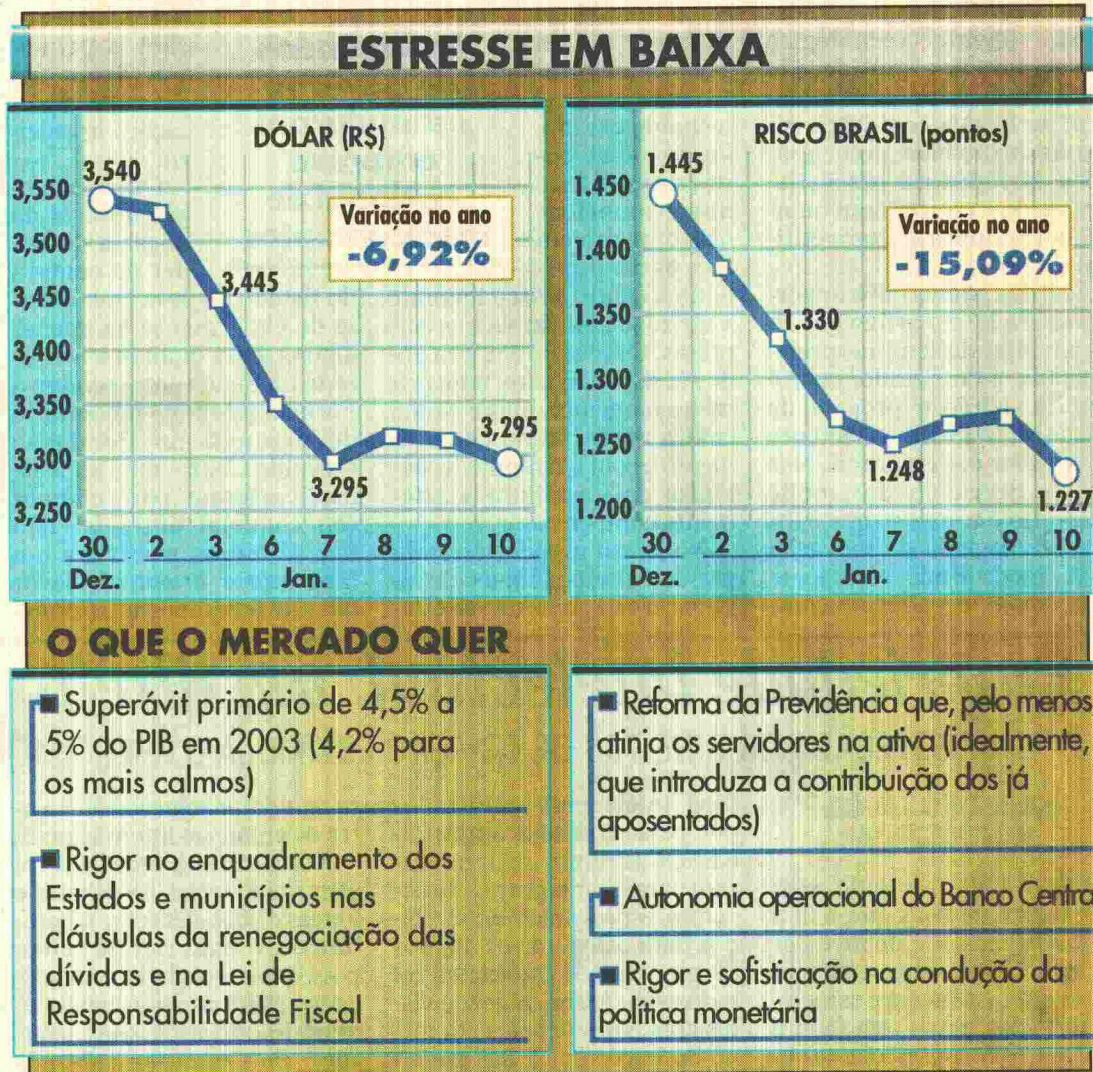 ESTRESSE EM BAIXA
DÓLAR (R$)
3,550
3,500
3,450
3,400
3,350
3,300
3,250
3,540
3,445
3,295
3,295
Variação no ano
-6,92%
30 2 3 6 7 8 9 10
Dez. Jan.
RISCO BRASIL (pontos)
1.450
1.400
1.350
1.300
1.250
1.200
1.445
1.330
1.248
1.227
Variação no ano
-15,09%
30 2 3 6 7 8 9 10
Dez. Jan.
O QUE O MERCADO QUER
■ Superávit primário de 4,5% a
5% do PIB em 2003 (4,2% para
os mais calmos)
■ Rigor no enquadramento dos
Estados e municípios nas
cláusulas da renegociação das
dívidas e na Lei de
Responsabilidade Fiscal
■ Reforma da Previdência que, pelo menos
atinja os servidores na ativa (idealmente,
que introduza a contribuição dos já
aposentados)
■ Autonomia operacional do Banco Centra
■ Rigor e sofisticação na condução da
política monetária